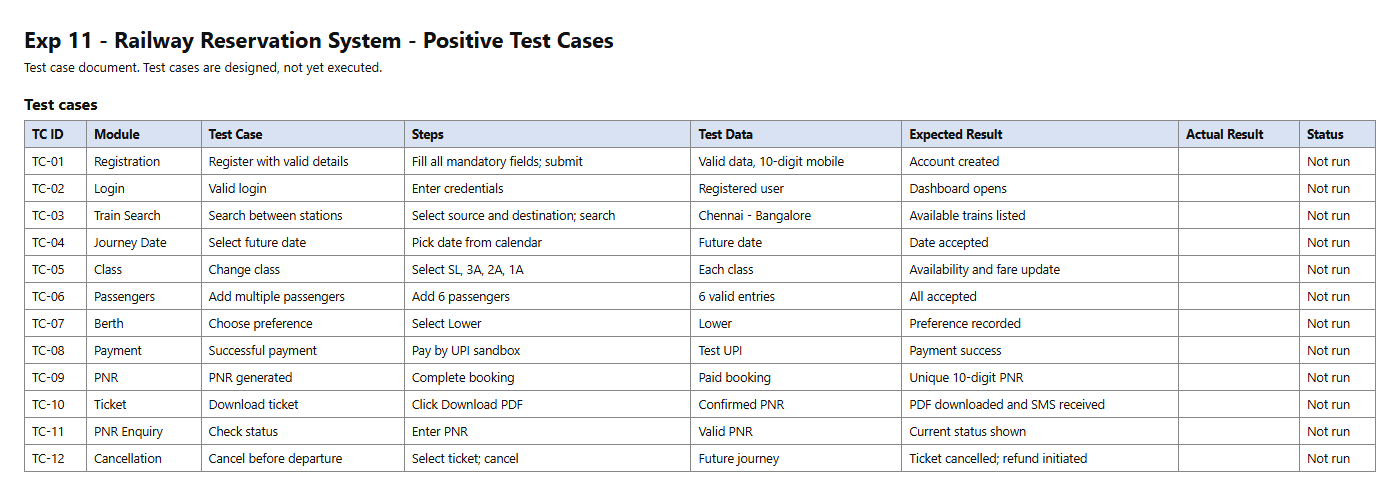 Exp 11 - Railway Reservation System - Positive Test Cases
Test case document. Test cases are designed, not yet executed.
Test cases
TC ID Module Test Case Steps Test Data Expected Result Actual Result Status
TC-01 Registration Register with valid details Fill all mandatory fields; submit Valid data, 10-digit mobile Account created Not run
TC-02 Login Valid login Enter credentials Registered user Dashboard opens Not run
TC-03 Train Search Search between stations Select source and destination; search Chennai - Bangalore Available trains listed Not run
TC-04 Journey Date Select future date Pick date from calendar Future date Date accepted Not run
TC-05 Class Change class Select SL, 3A, 2A, 1A Each class Availability and fare update Not run
TC-06 Passengers Add multiple passengers Add 6 passengers 6 valid entries All accepted Not run
TC-07 Berth Choose preference Select Lower Lower Preference recorded Not run
TC-08 Payment Successful payment Pay by UPI sandbox Test UPI Payment success Not run
TC-09 PNR PNR generated Complete booking Paid booking Unique 10-digit PNR Not run
TC-10 Ticket Download ticket Click Download PDF Confirmed PNR PDF downloaded and SMS received Not run
TC-11 PNR Enquiry Check status Enter PNR Valid PNR Current status shown Not run
TC-12 Cancellation Cancel before departure Select ticket; cancel Future journey Ticket cancelled; refund initiated Not run